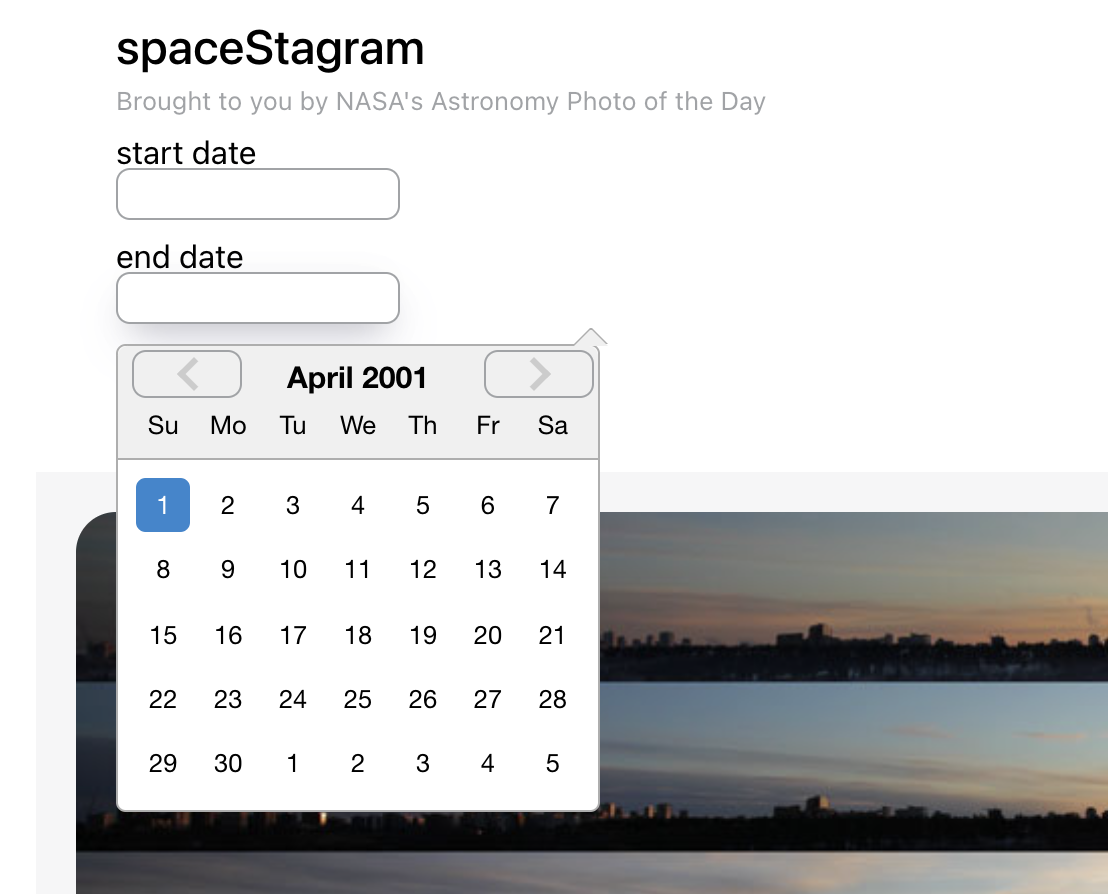 spaceStagram
Brought to you by NASA's Astronomy Photo of the Day
start date
end date
April 2001
Su Mo Tu We Th Fr Sa
1 2 3 4 5 6 7
8 9 10 11 12 13 14
15 16 17 18 19 20 21
22 23 24 25 26 27 28
29 30 1 2 3 4 5